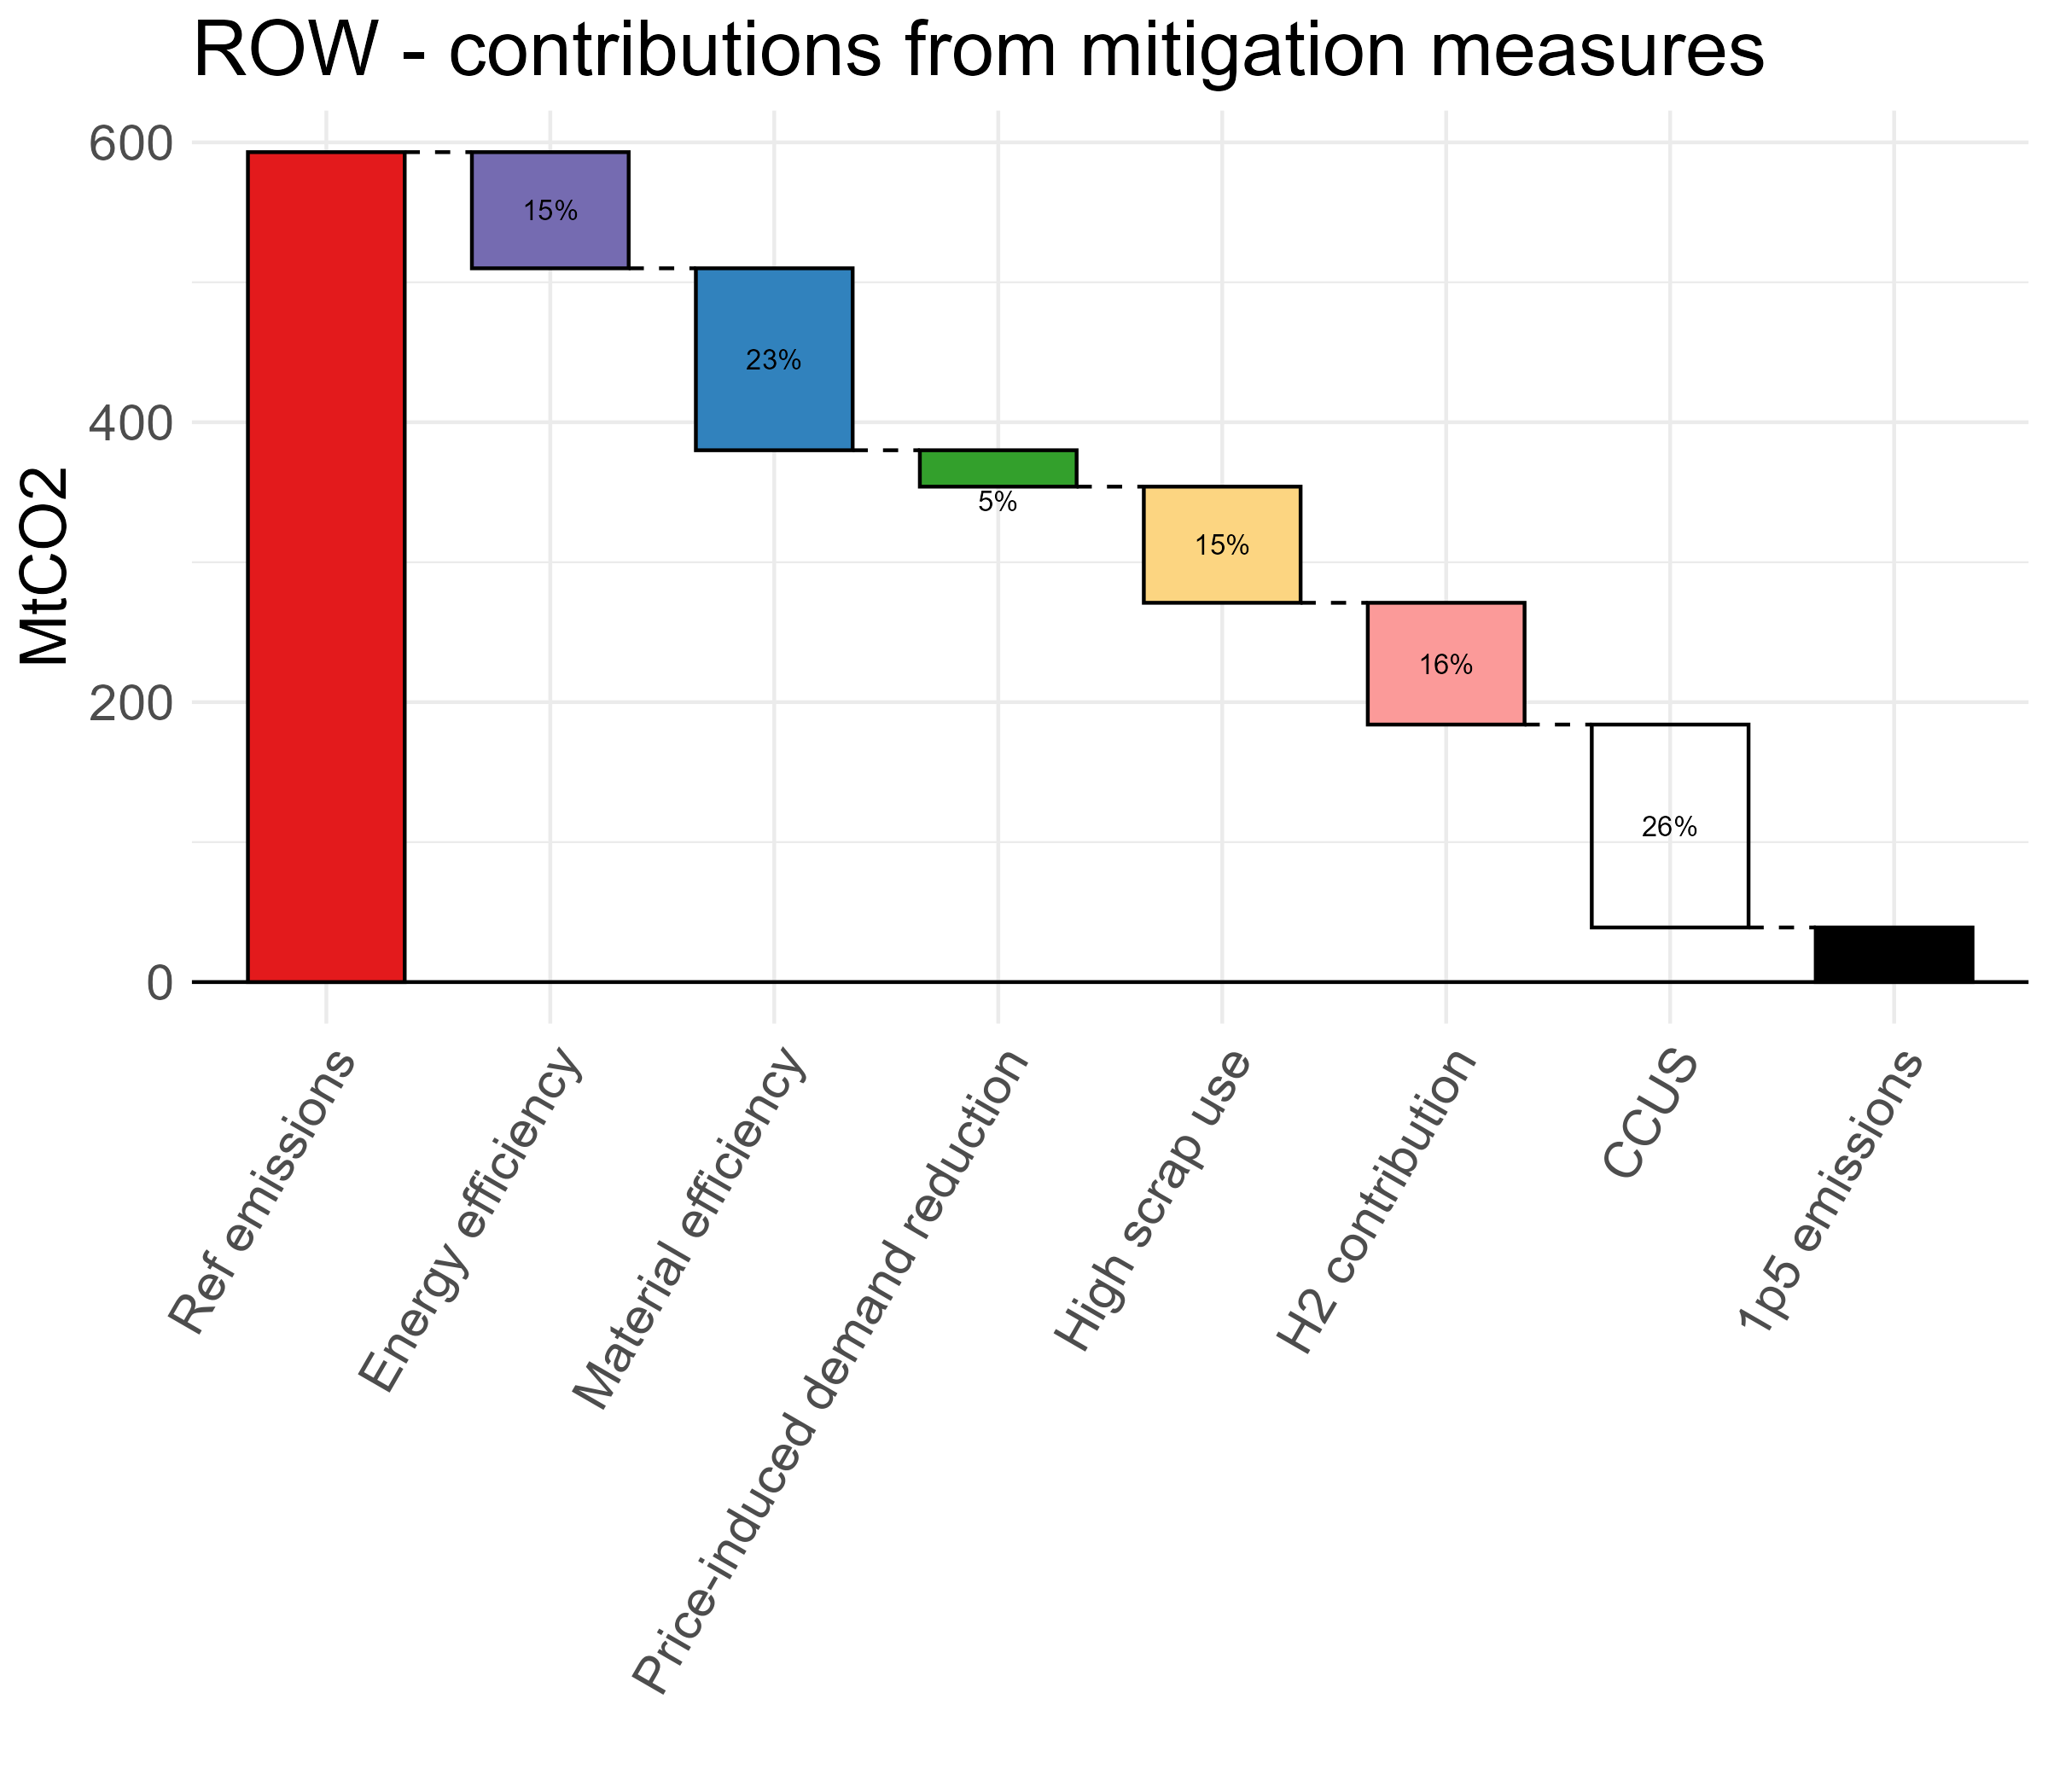 ROW - contributions from mitigation measures
MtCO2
600
400
200
0
15%
23%
5%
15%
16%
26%
Ref emissions
Energy efficiency
Material efficiency
Price-induced demand reduction
High scrap use
H2 contribution
CCUS
1p5 emissions